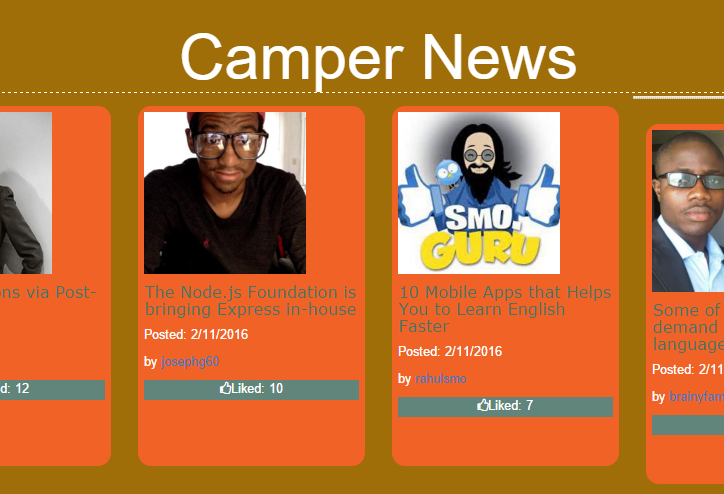 Camper News
ns via Post-
d: 12
The Node.js Foundation is
bringing Express in-house
Posted: 2/11/2016
by josephg60
Liked: 10
SMO.
GURU
10 Mobile Apps that Helps
You to Learn English
Faster
Posted: 2/11/2016
by rahulsmo
Liked: 7
Some of
demand
language
Posted: 2/11
by brainyfam